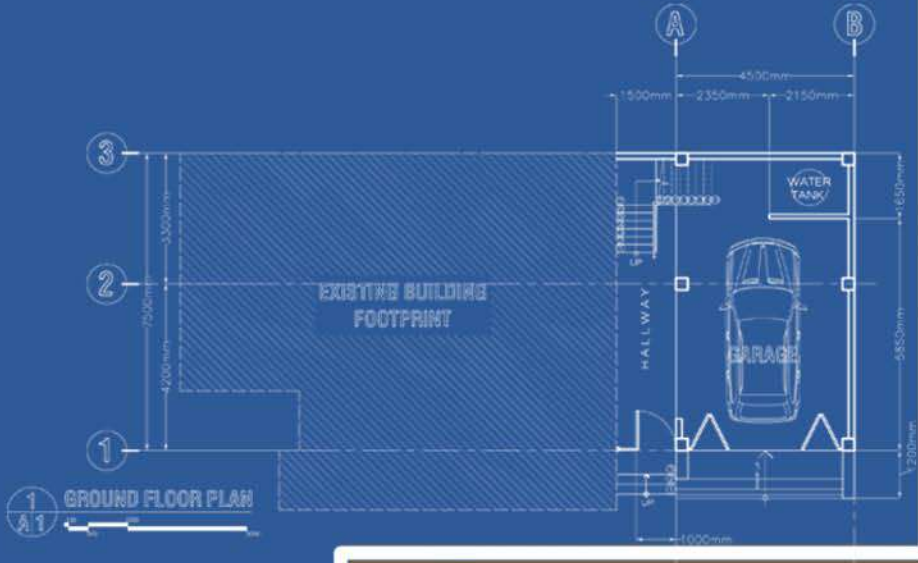 A
B
4500mm
1500mm
2350mm
2150mm
3
WATER
TANK
1650mm
3300mm
UP
2
7500mm
EXISTING BUILDING
FOOTPRINT
HALLWAY
GARAGE
5850mm
4200mm
1
1200mm
1
A1
GROUND FLOOR PLAN
1000mm